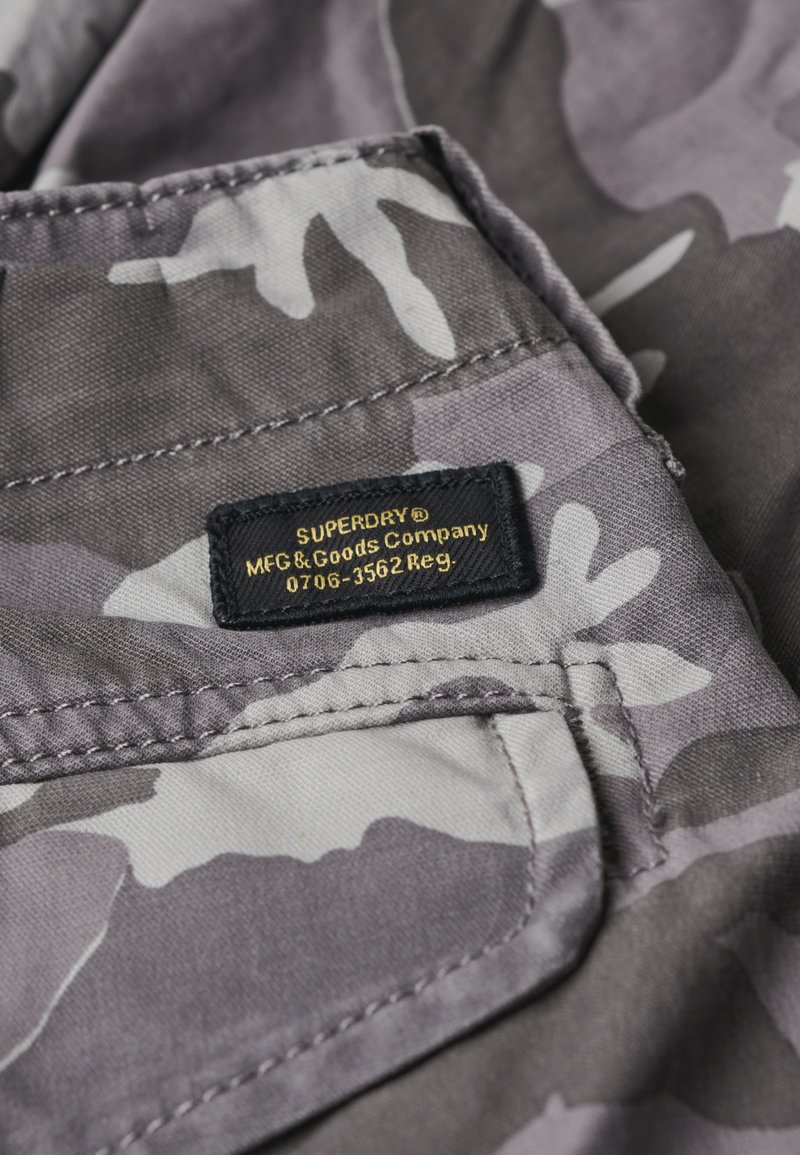 SUPERDRY®
MFG & Goods Company
0706-3562 Reg.